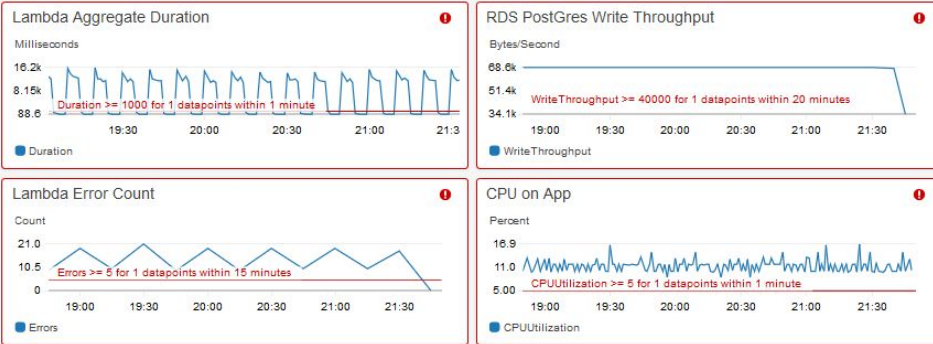 Lambda Aggregate Duration
Milliseconds
16.2k
8.15k
88.6
Duration >= 1000 for 1 datapoints within 1 minute
19:30 20:00 20:30 21:00 21:3
Duration
RDS PostGres Write Throughput
Bytes/Second
68.6k
51.4k
34.1k
WriteThroughput >= 40000 for 1 datapoints within 20 minutes
19:00 19:30 20:00 20:30 21:00 21:30
WriteThroughput
Lambda Error Count
Count
21.0
10.5
0
Errors >= 5 for 1 datapoints within 15 minutes
19:00 19:30 20:00 20:30 21:00 21:30
Errors
CPU on App
Percent
16.9
11.0
5.00
CPUUtilization >= 5 for 1 datapoints within 1 minute
19:00 19:30 20:00 20:30 21:00 21:30
CPUUtilization